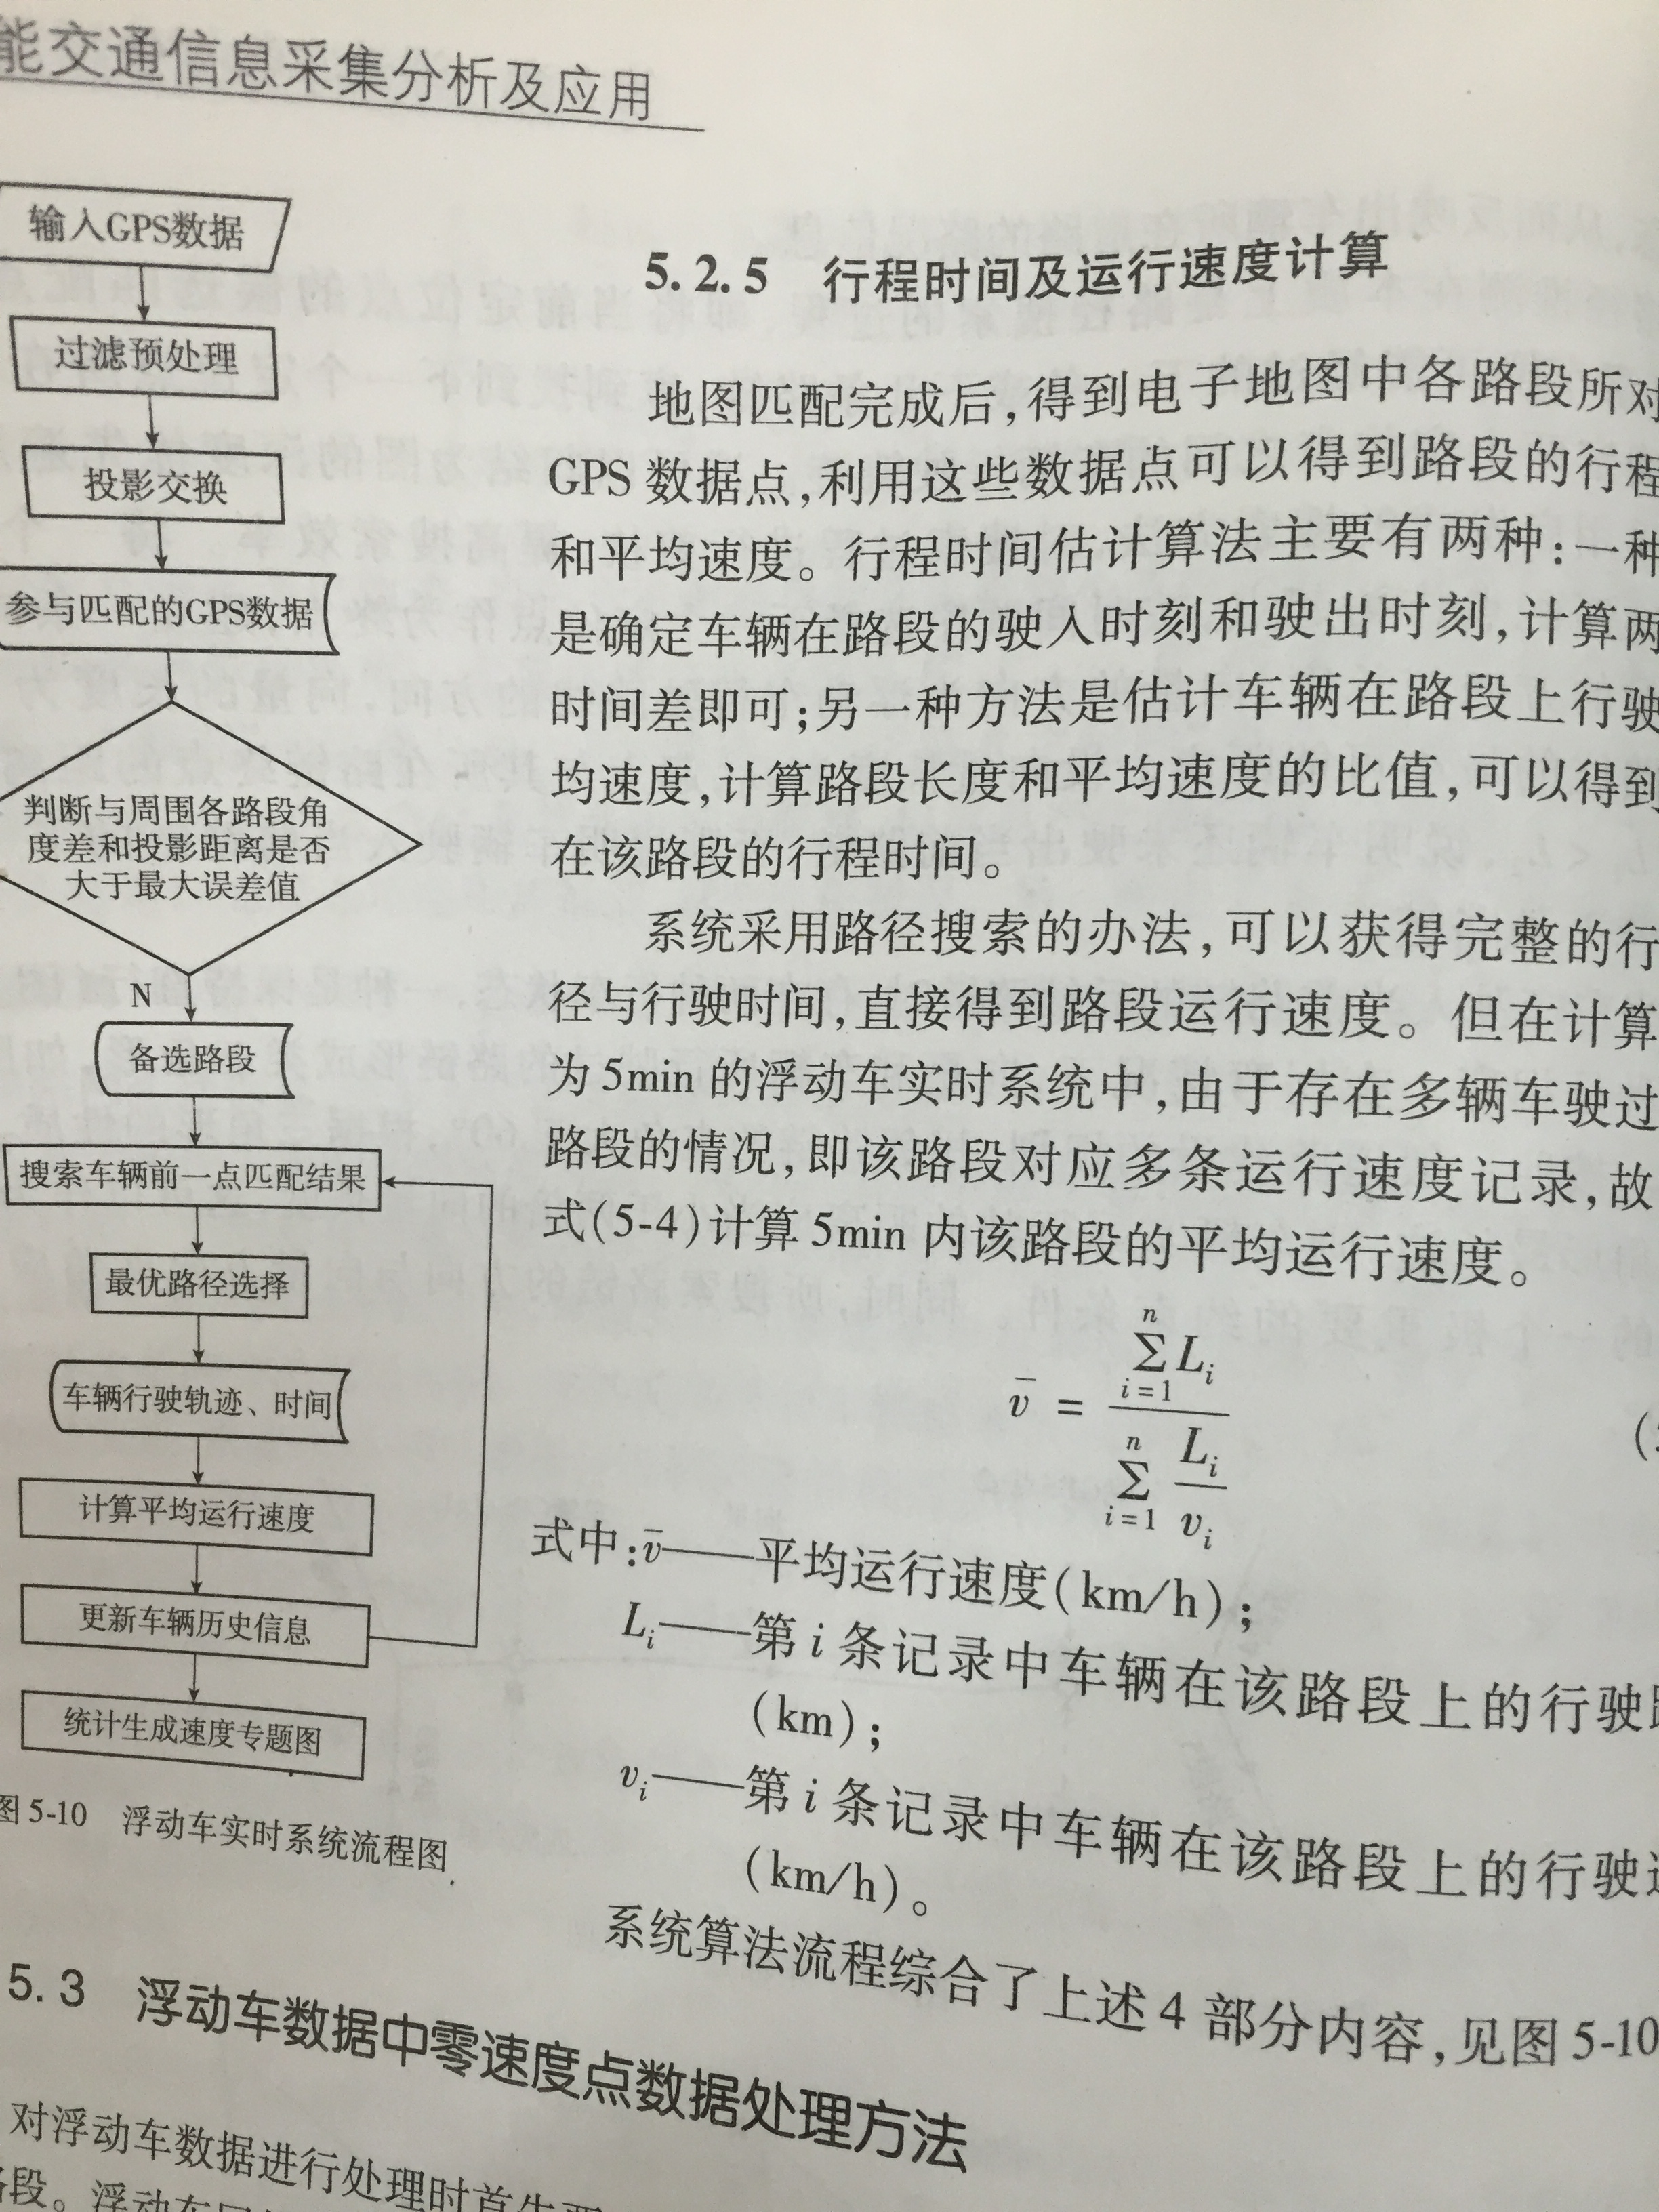 能交通信息采集分析及应用
输入GPS数据
过滤预处理
投影交换
参与匹配的GPS数据
判断与周围各路段角
度差和投影距离是否
大于最大误差值
N
备选路段
搜索车辆前一点匹配结果
最优路径选择
车辆行驶轨迹、时间
计算平均运行速度
更新车辆历史信息
统计生成速度专题图
图 5-10 浮动车实时系统流程图
5.2.5 行程时间及运行速度计算
地图匹配完成后,得到电子地图中各路段所对
GPS 数据点,利用这些数据点可以得到路段的行程
和平均速度。行程时间估计算法主要有两种:一种
是确定车辆在路段的驶入时刻和驶出时刻,计算两
时间差即可;另一种方法是估计车辆在路段上行驶
均速度,计算路段长度和平均速度的比值,可以得到
在该路段的行程时间。
系统采用路径搜索的办法,可以获得完整的行
径与行驶时间,直接得到路段运行速度。但在计算
为 5min 的浮动车实时系统中,由于存在多辆车驶过
路段的情况,即该路段对应多条运行速度记录,故
式(5-4)计算 5min 内该路段的平均运行速度。
v̄ = \frac{\sum_{i=1}^{n} L_i}{\sum_{i=1}^{n} \frac{L_i}{v_i}}
式中:v̄——平均运行速度(km/h);
L_i——第 i 条记录中车辆在该路段上的行驶
(km);
v_i——第 i 条记录中车辆在该路段上的行驶
(km/h)。
系统算法流程综合了上述 4 部分内容,见图 5-10
5.3 浮动车数据中零速度点数据处理方法
对浮动车数据进行处理时首先要
段。浮动车